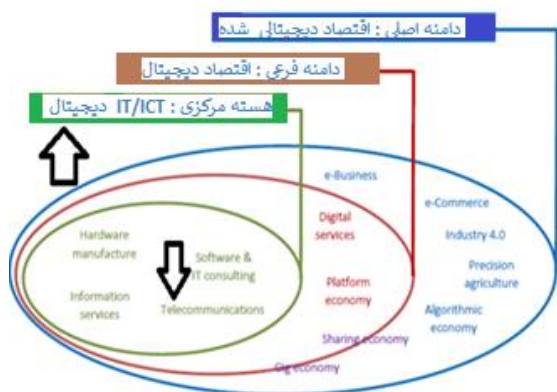 دامنه اصلی : اقتصاد دیجیتالی شده
دامنه فرعی : اقتصاد دیجیتال
هسته مرکزی : IT/ICT دیجیتال
e-Business
e-Commerce
Digital
services
Industry 4.0
Hardware
manufacture
Software &
IT consulting
Precision
agriculture
Platform
economy
Information
services
Telecommunications
Algorithmic
economy
Sharing economy
Gig economy